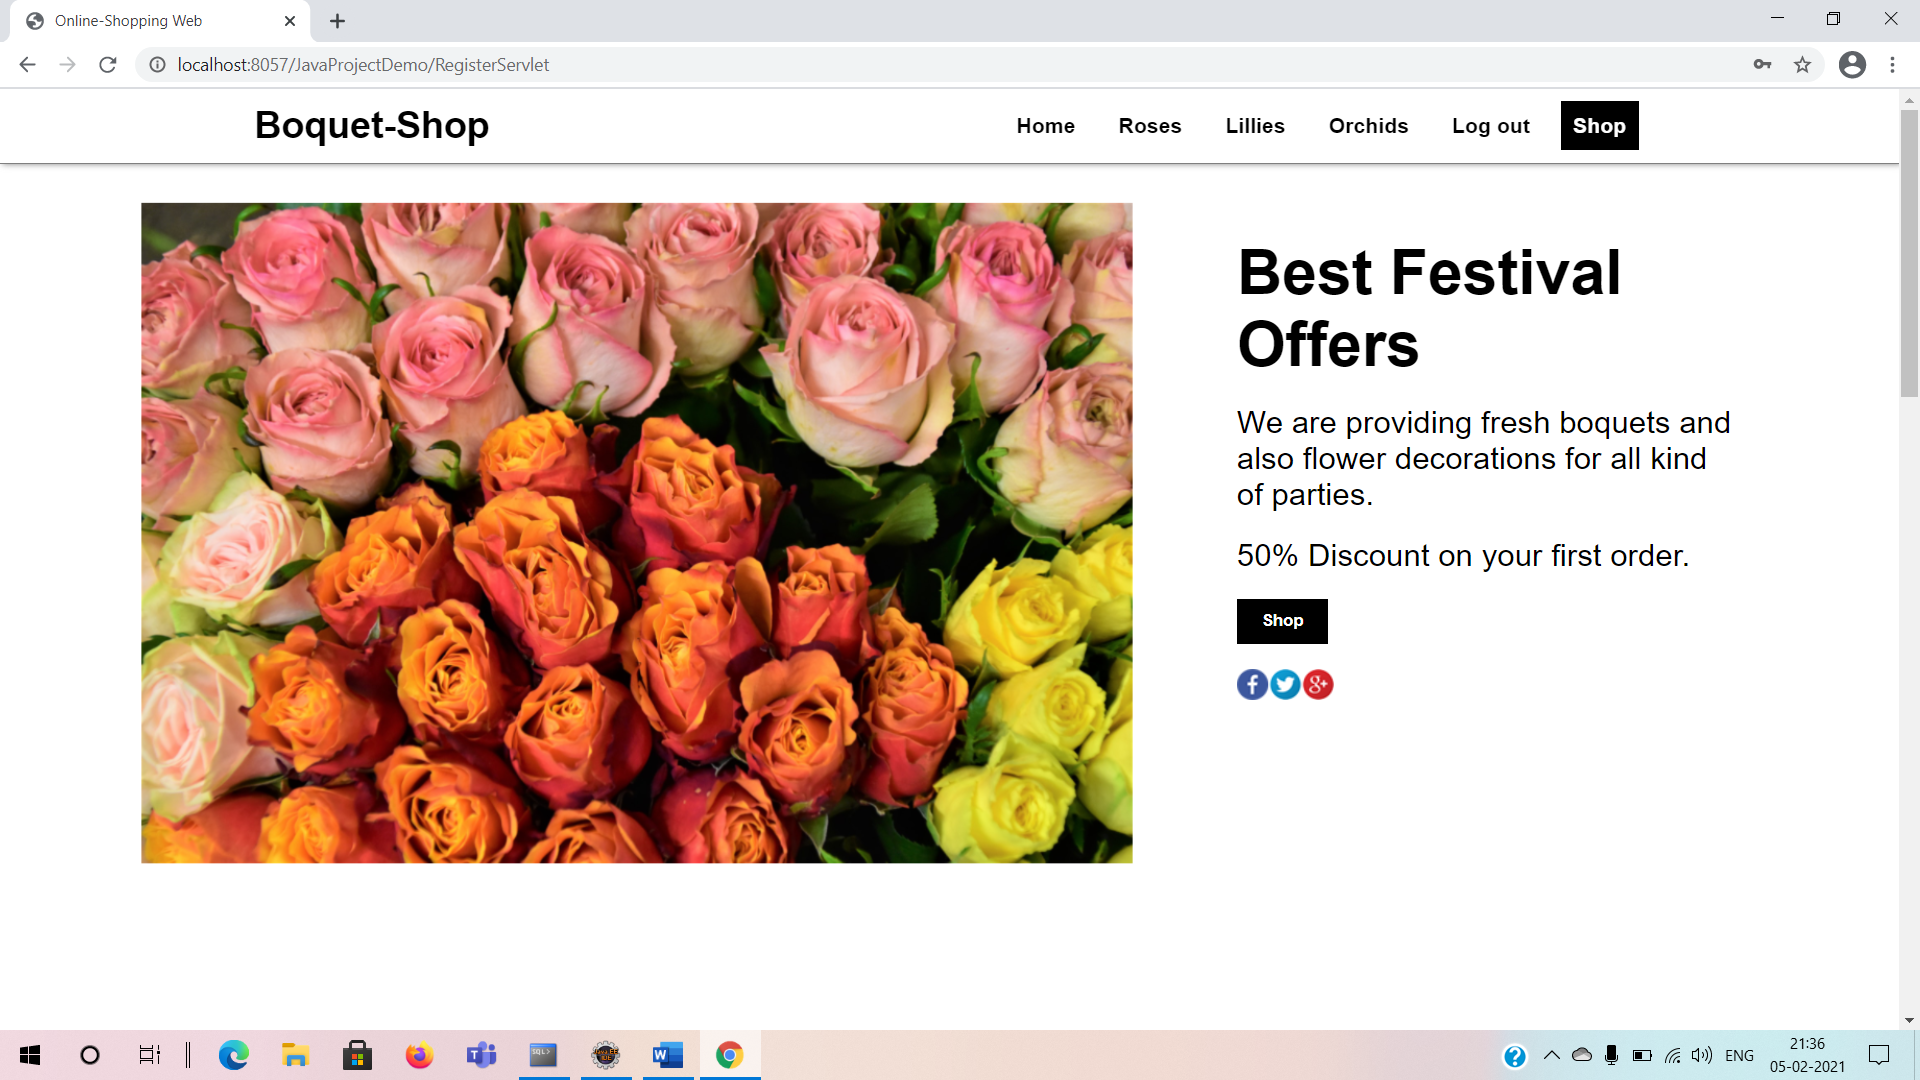 Online-Shopping Web
localhost:8057/JavaProjectDemo/RegisterServlet
Boquet-Shop
Home Roses Lillies Orchids Log out Shop
Best Festival
Offers
We are providing fresh boquets and
also flower decorations for all kind
of parties.
50% Discount on your first order.
Shop
f g+
SQL>
ENG
21:36
05-02-2021